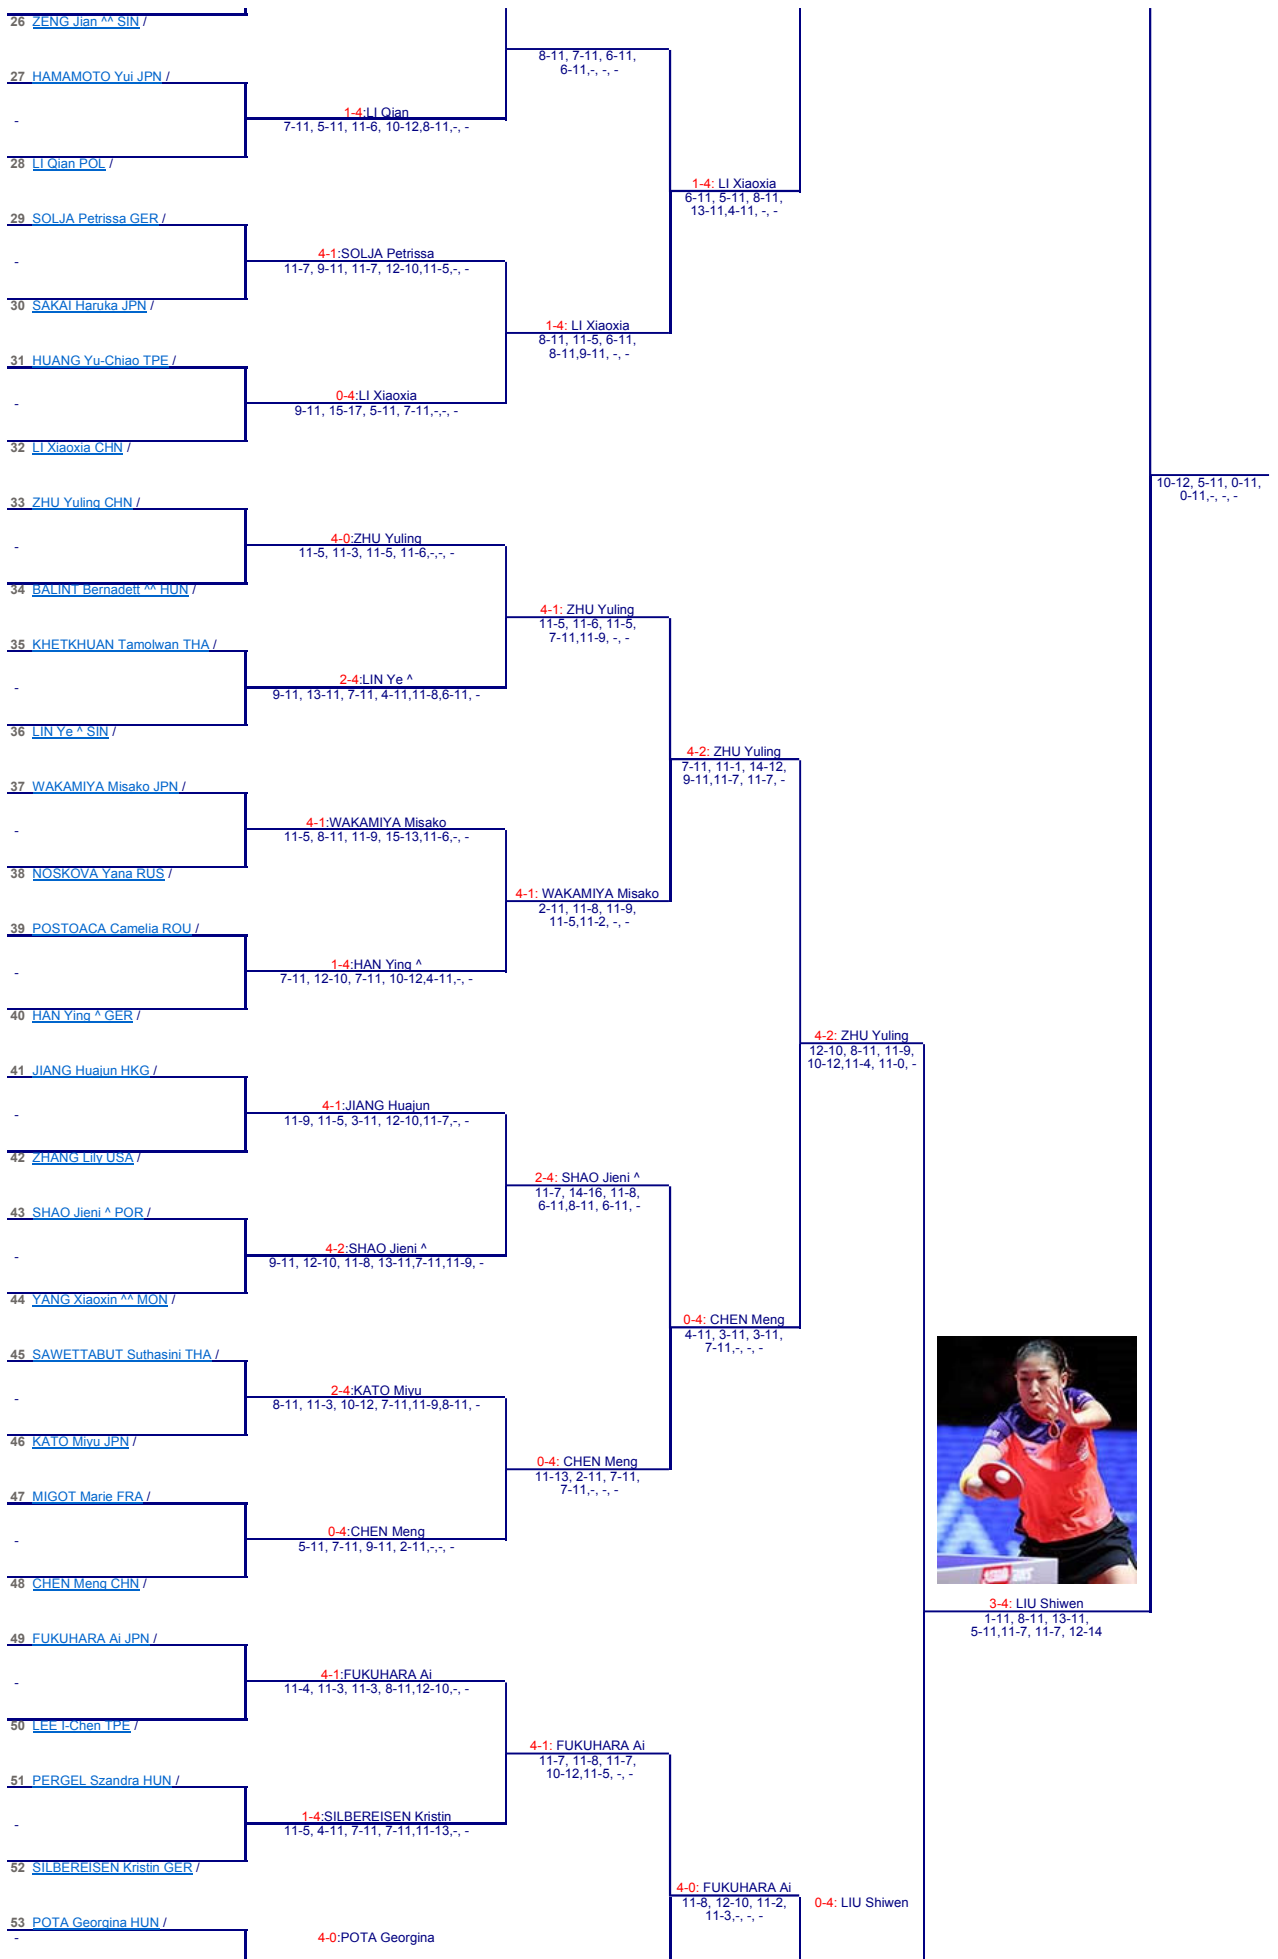 26 ZENG Jian ^^ SIN /
8-11, 7-11, 6-11,
6-11,-, -, -
27 HAMAMOTO Yui JPN /
1-4:LI Qian
-
7-11, 5-11, 11-6, 10-12,8-11,-, -
28 LI Qian POL /
1-4: LI Xiaoxia
6-11, 5-11, 8-11,
13-11,4-11, -, -
29 SOLJA Petrissa GER /
4-1:SOLJA Petrissa
-
11-7, 9-11, 11-7, 12-10,11-5,-, -
30 SAKAI Haruka JPN /
1-4: LI Xiaoxia
8-11, 11-5, 6-11,
8-11,9-11, -, -
31 HUANG Yu-Chiao TPE /
0-4:LI Xiaoxia
-
9-11, 15-17, 5-11, 7-11,-,-, -
32 LI Xiaoxia CHN /
10-12, 5-11, 0-11,
0-11,-, -, -
33 ZHU Yuling CHN /
4-0:ZHU Yuling
-
11-5, 11-3, 11-5, 11-6,-,-, -
34 BALINT Bernadett ^^ HUN /
4-1: ZHU Yuling
11-5, 11-6, 11-5,
7-11,11-9, -, -
35 KHETKHUAN Tamolwan THA /
2-4:LIN Ye ^
-
9-11, 13-11, 7-11, 4-11,11-8,6-11, -
36 LIN Ye ^ SIN /
4-2: ZHU Yuling
7-11, 11-1, 14-12,
9-11,11-7, 11-7, -
37 WAKAMIYA Misako JPN /
4-1:WAKAMIYA Misako
-
11-5, 8-11, 11-9, 15-13,11-6,-, -
38 NOSKOVA Yana RUS /
4-1: WAKAMIYA Misako
2-11, 11-8, 11-9,
11-5,11-2, -, -
39 POSTOACA Camelia ROU /
1-4:HAN Ying ^
-
7-11, 12-10, 7-11, 10-12,4-11,-, -
40 HAN Ying ^ GER /
4-2: ZHU Yuling
12-10, 8-11, 11-9,
10-12,11-4, 11-0, -
41 JIANG Huajun HKG /
4-1:JIANG Huajun
-
11-9, 11-5, 3-11, 12-10,11-7,-, -
42 ZHANG Lily USA /
2-4: SHAO Jieni ^
11-7, 14-16, 11-8,
6-11,8-11, 6-11, -
43 SHAO Jieni ^ POR /
4-2:SHAO Jieni ^
-
9-11, 12-10, 11-8, 13-11,7-11,11-9, -
44 YANG Xiaoxin ^^ MON /
0-4: CHEN Meng
4-11, 3-11, 3-11,
7-11,-, -, -
45 SAWETTABUT Suthasini THA /
2-4:KATO Miyu
-
8-11, 11-3, 10-12, 7-11,11-9,8-11, -
46 KATO Miyu JPN /
0-4: CHEN Meng
11-13, 2-11, 7-11,
7-11,-, -, -
47 MIGOT Marie FRA /
0-4:CHEN Meng
-
5-11, 7-11, 9-11, 2-11,-,-, -
48 CHEN Meng CHN /
3-4: LIU Shiwen
1-11, 8-11, 13-11,
5-11,11-7, 11-7, 12-14
49 FUKUHARA Ai JPN /
4-1:FUKUHARA Ai
-
11-4, 11-3, 11-3, 8-11,12-10,-, -
50 LEE I-Chen TPE /
4-1: FUKUHARA Ai
11-7, 11-8, 11-7,
10-12,11-5, -, -
51 PERGEL Szandra HUN /
1-4:SILBEREISEN Kristin
-
11-5, 4-11, 7-11, 7-11,11-13,-, -
52 SILBEREISEN Kristin GER /
4-0: FUKUHARA Ai
11-8, 12-10, 11-2,
11-3,-, -, -
0-4: LIU Shiwen
53 POTA Georgina HUN /
-
4-0:POTA Georgina